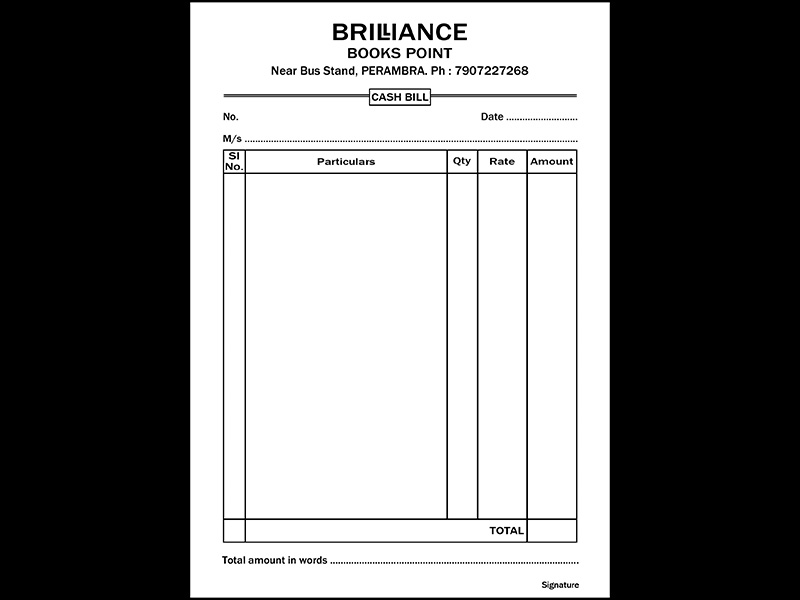 BRILLIANCE
BOOKS POINT
Near Bus Stand, PERAMBRA. Ph : 7907227268
CASH BILL
No. Date ...........................
M/s ................................................................................................................................
Sl No. Particulars Qty Rate Amount
TOTAL
Total amount in words ...............................................................................................
Signature